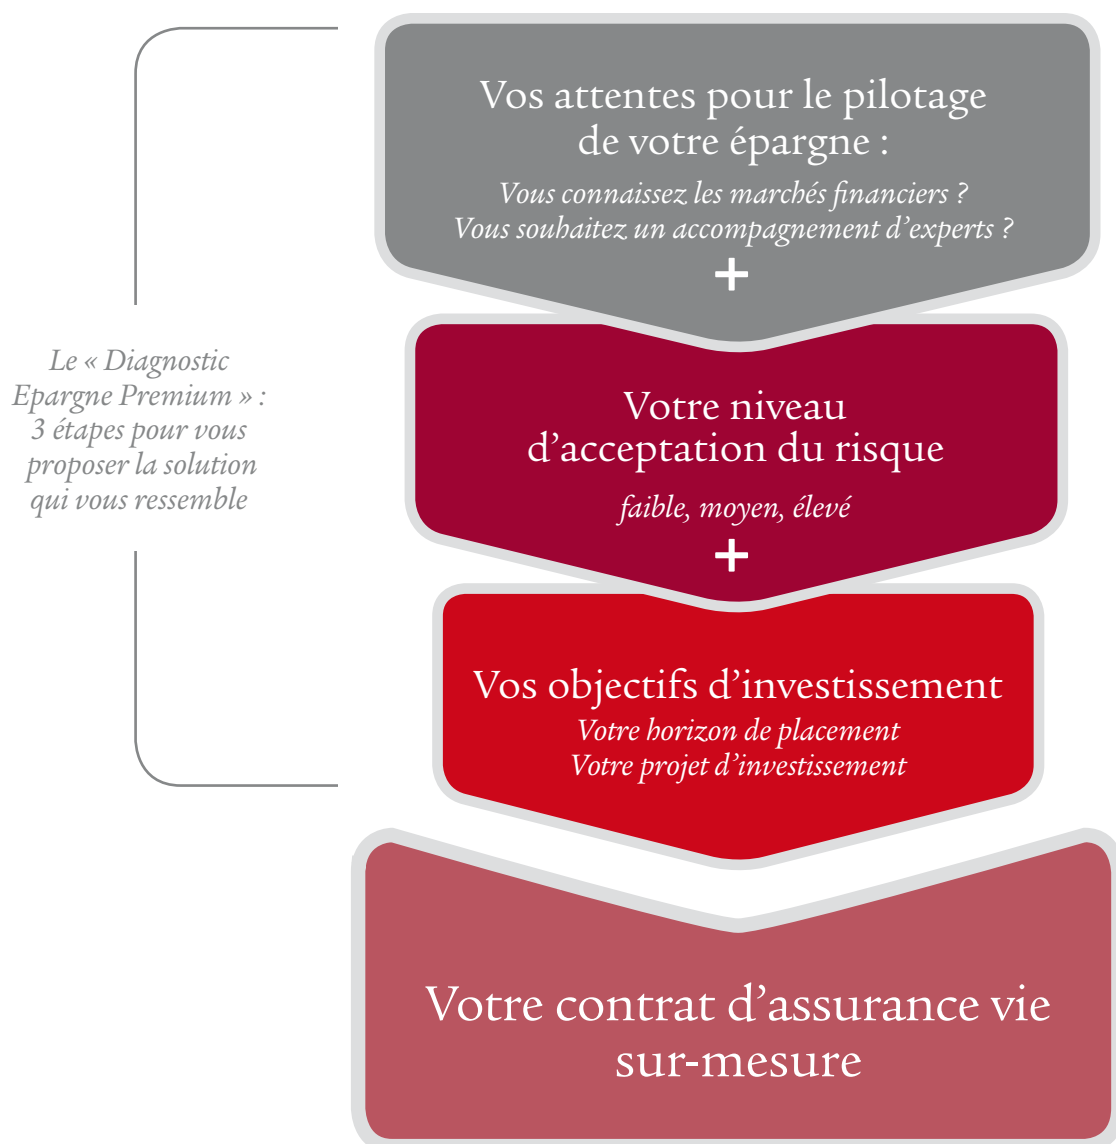 Vos attentes pour le pilotage
de votre épargne :
Vous connaissez les marchés financiers ?
Vous souhaitez un accompagnement d’experts ?
+
Le « Diagnostic
Epargne Premium » :
3 étapes pour vous
proposer la solution
qui vous ressemble
Votre niveau
d’acceptation du risque
faible, moyen, élevé
+
Vos objectifs d’investissement
Votre horizon de placement
Votre projet d’investissement
Votre contrat d’assurance vie
sur-mesure